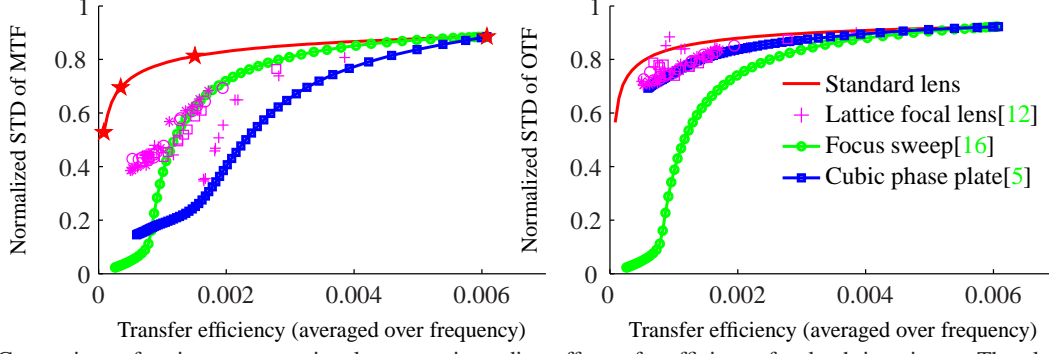 1
0.8
0.6
0.4
0.2
0
0 0.002 0.004 0.006
Normalized STD of MTF
Transfer efficiency (averaged over frequency)
1
0.8
0.6
0.4
0.2
0
0 0.002 0.004 0.006
Normalized STD of OTF
Transfer efficiency (averaged over frequency)
Standard lens
Lattice focal lens[12]
Focus sweep[16]
Cubic phase plate[5]